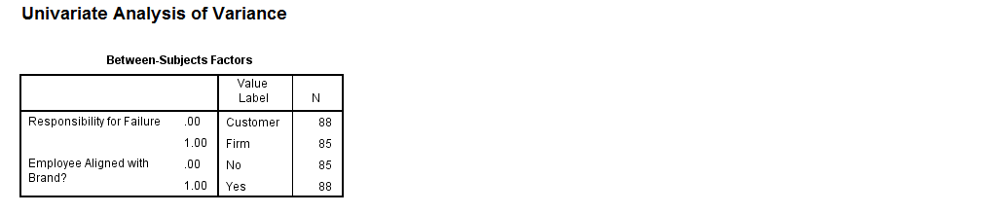 Univariate Analysis of Variance
Between-Subjects Factors
Value
Label N
Responsibility for Failure .00 Customer 88
1.00 Firm 85
Employee Aligned with .00 No 85
Brand?
1.00 Yes 88